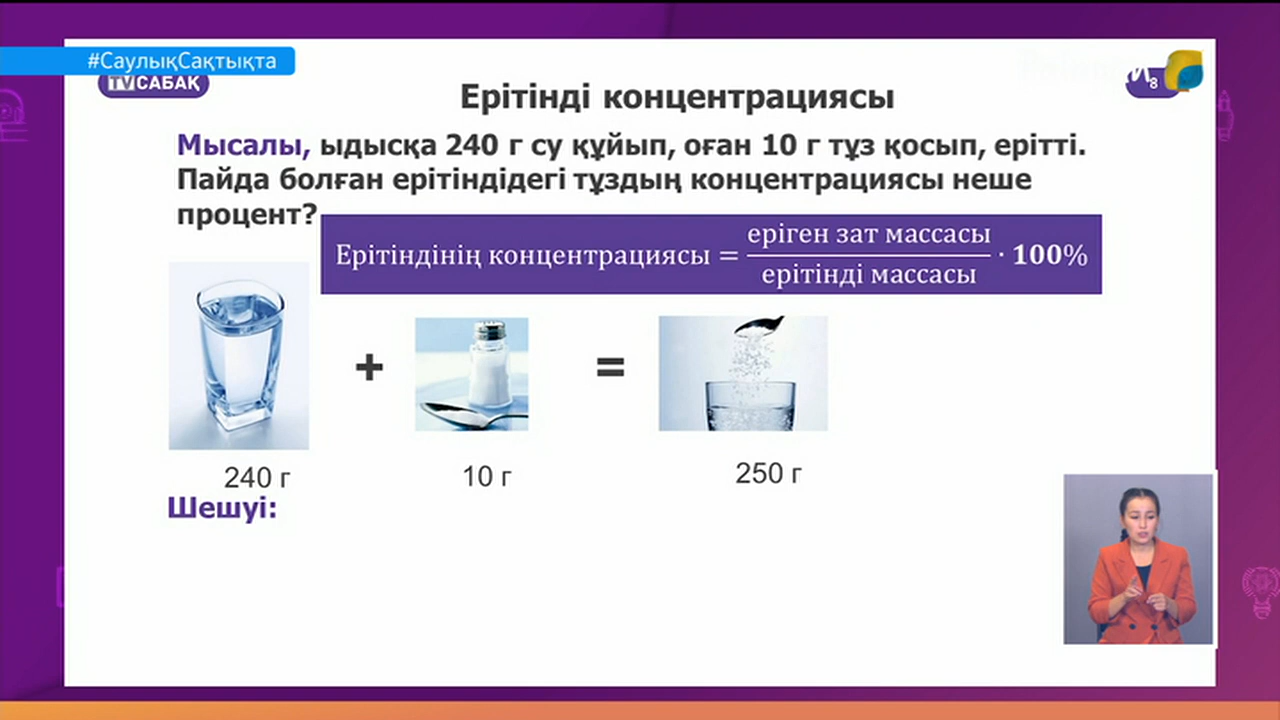 #СаулықСақтықта
TVСАБАҚ
8
Ерітінді концентрациясы
Мысалы, ыдысқа 240 г су құйып, оған 10 г тұз қосып, ерітті.
Пайда болған ерітіндідегі тұздың концентрациясы неше
процент?
Ерітіндінің концентрациясы = еріген зат массасы / ерітінді массасы · 100%
+
=
240 г
10 г
250 г
Шешуі: